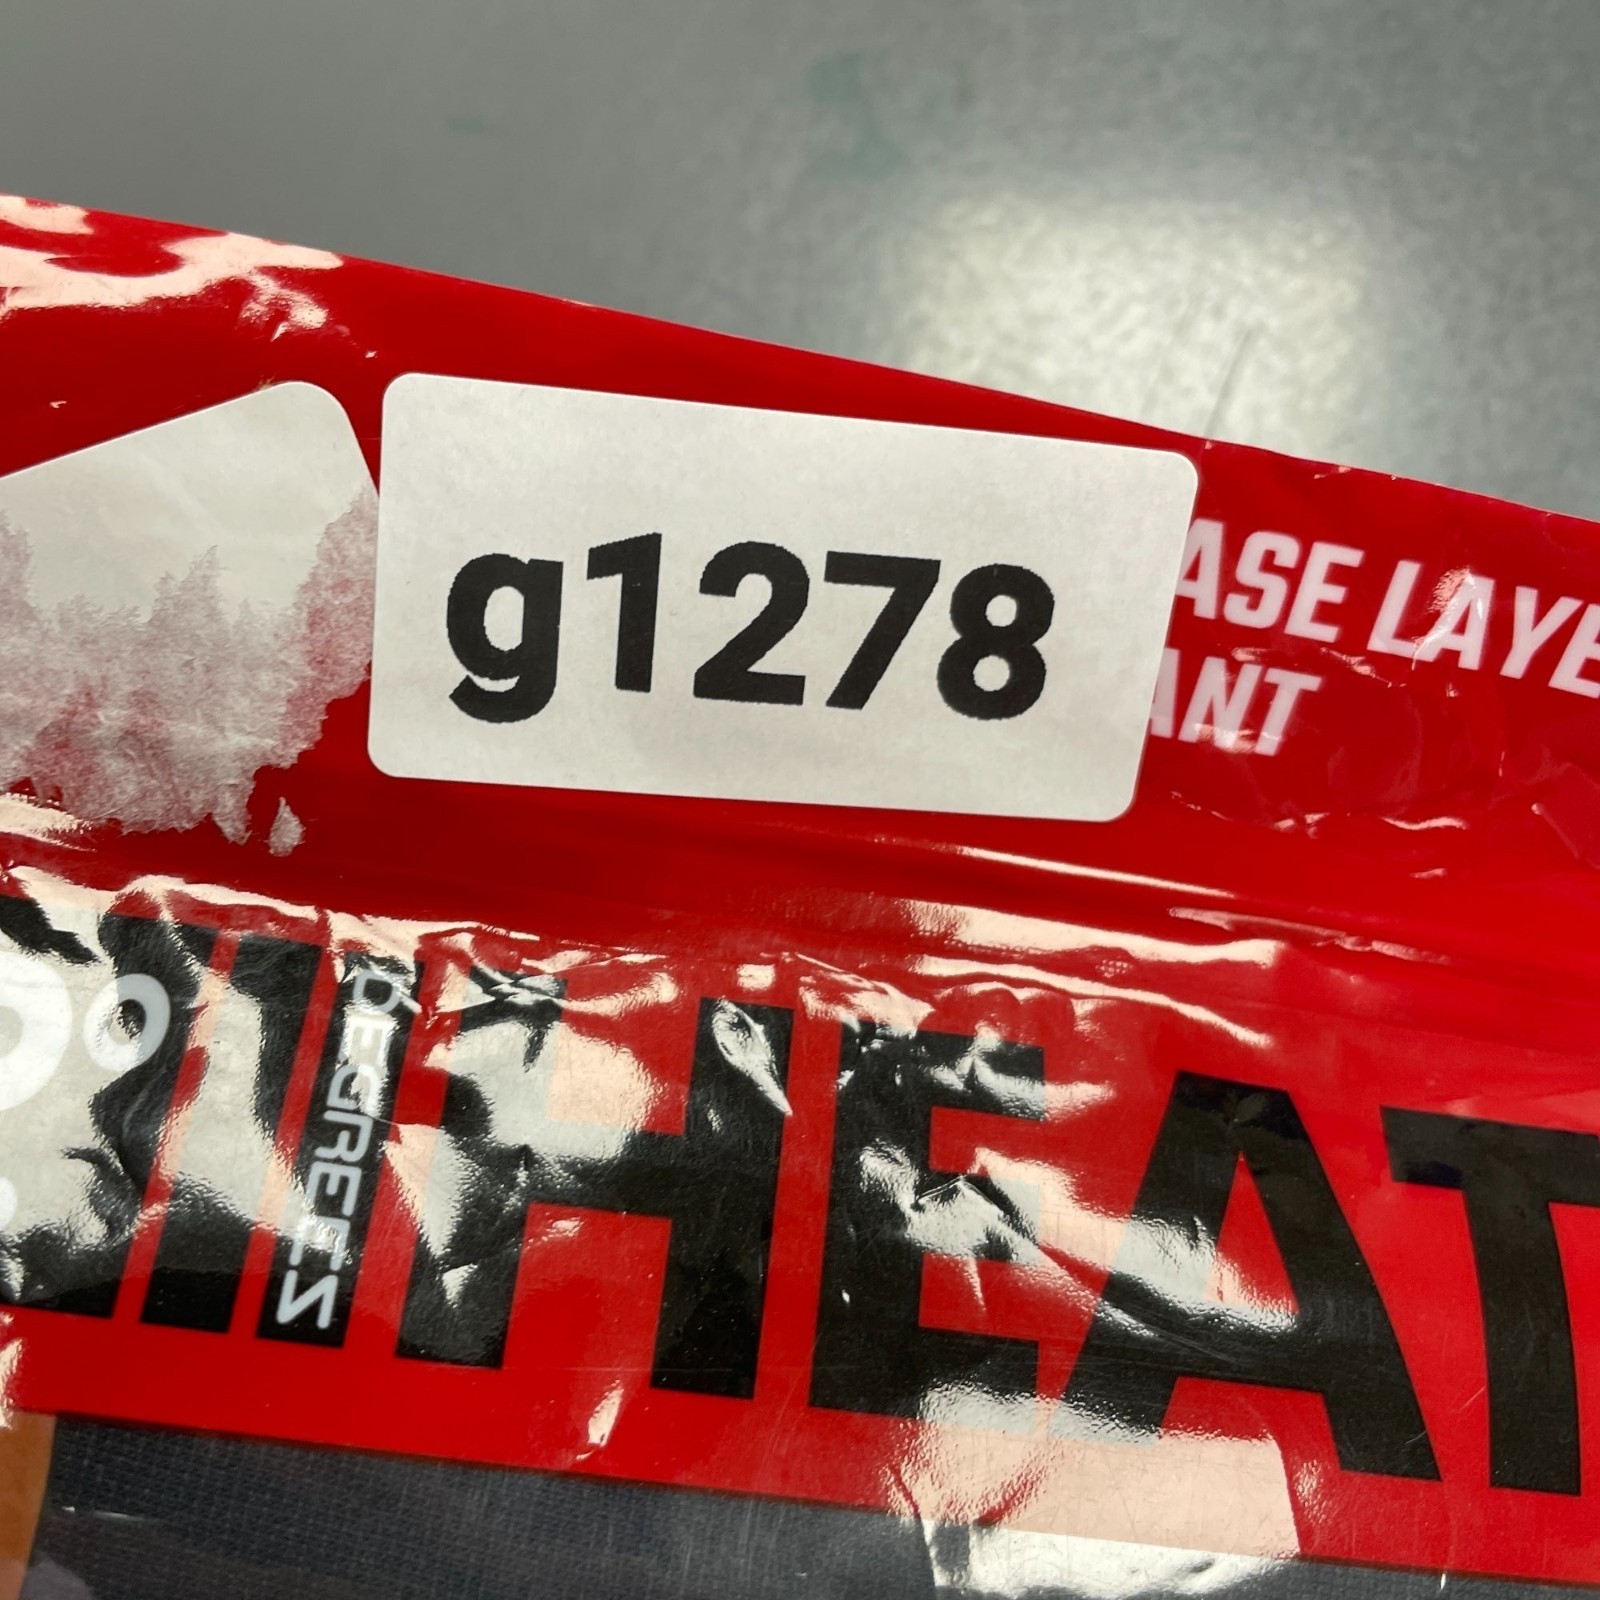 g1278
ASE LAYE
ANT
DEGREES
HEAT